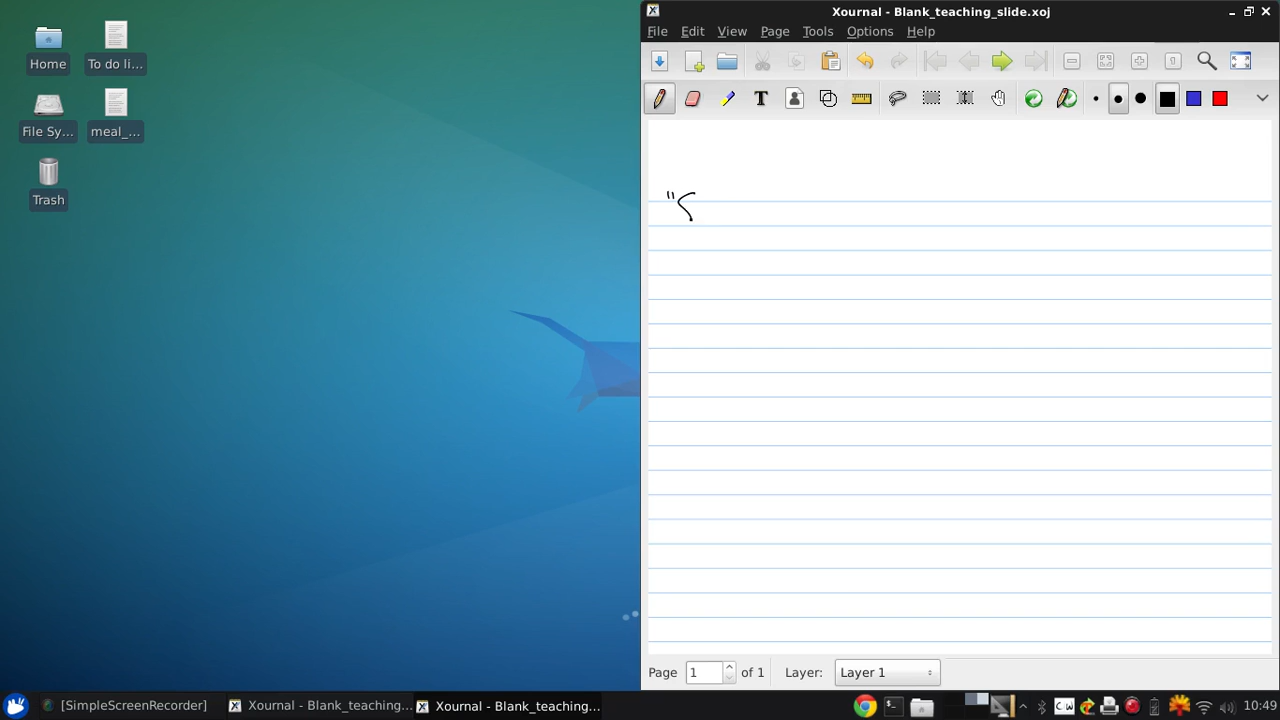 Xournal - Blank_teaching_slide.xoj
File Edit View Page Tools Options Help
Home
To do li...
File Sy...
meal_...
Trash
T
Page 1 of 1 Layer: Layer 1
[SimpleScreenRecorder]
Xournal - Blank_teaching...
Xournal - Blank_teaching...
CW
10:49